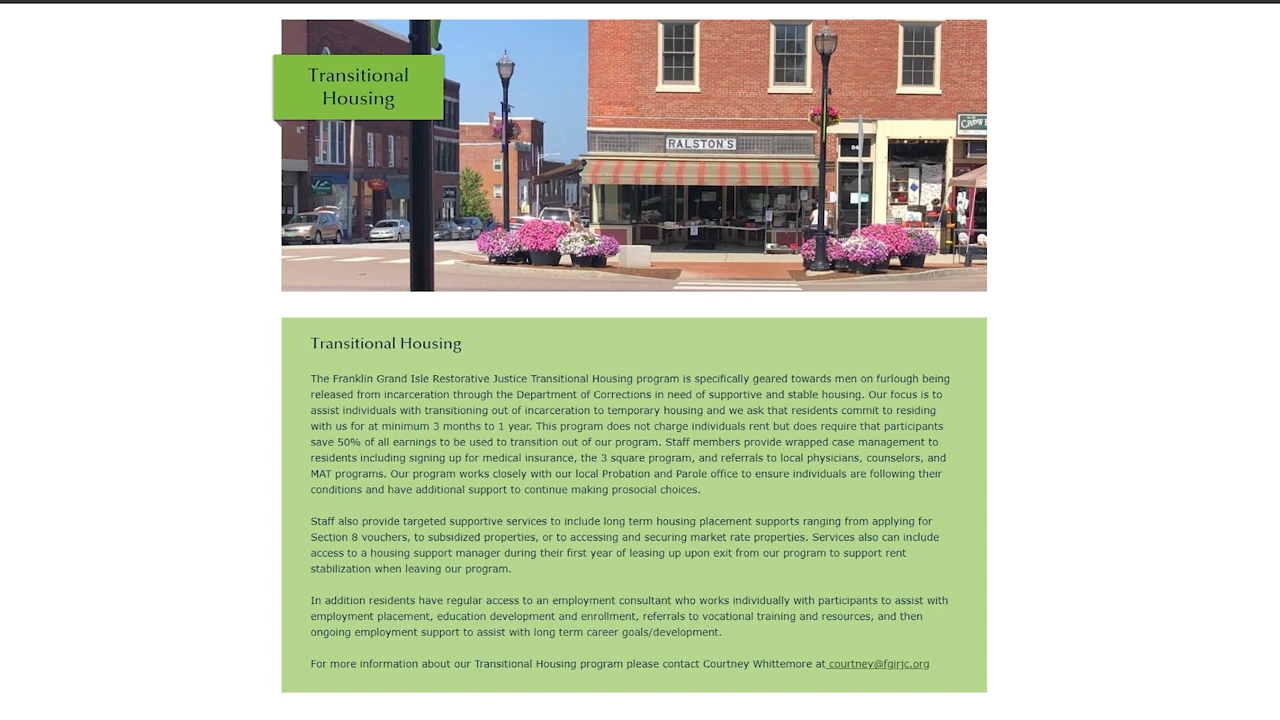 Transitional
Housing
RALSTON'S
Transitional Housing
The Franklin Grand Isle Restorative Justice Transitional Housing program is specifically geared towards men on furlough being
released from incarceration through the Department of Corrections in need of supportive and stable housing. Our focus is to
assist individuals with transitioning out of incarceration to temporary housing and we ask that residents commit to residing
with us for at minimum 3 months to 1 year. This program does not charge individuals rent but does require that participants
save 50% of all earnings to be used to transition out of our program. Staff members provide wrapped case management to
residents including signing up for medical insurance, the 3 square program, and referrals to local physicians, counselors, and
MAT programs. Our program works closely with our local Probation and Parole office to ensure individuals are following their
conditions and have additional support to continue making prosocial choices.
Staff also provide targeted supportive services to include long term housing placement supports ranging from applying for
Section 8 vouchers, to subsidized properties, or to accessing and securing market rate properties. Services also can include
access to a housing support manager during their first year of leasing up upon exit from our program to support rent
stabilization when leaving our program.
In addition residents have regular access to an employment consultant who works individually with participants to assist with
employment placement, education development and enrollment, referrals to vocational training and resources, and then
ongoing employment support to assist with long term career goals/development.
For more information about our Transitional Housing program please contact Courtney Whittemore at courtney@fgirjc.org